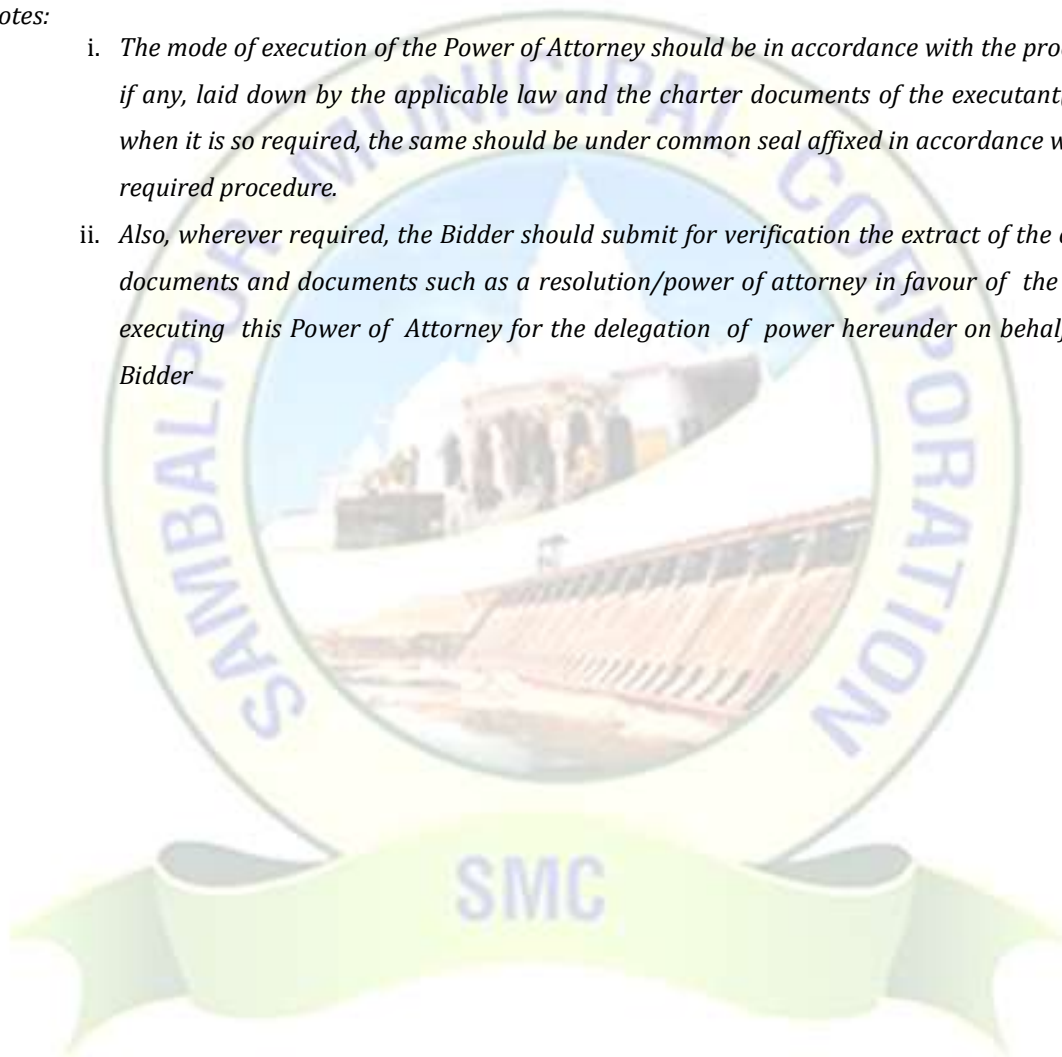 otes:
i. The mode of execution of the Power of Attorney should be in accordance with the
if any, laid down by the applicable law and the charter documents of the executant
when it is so required, the same should be under common seal affixed in accordance
required procedure.
ii. Also, wherever required, the Bidder should submit for verification the extract of the
documents and documents such as a resolution/power of attorney in favour of the
executing this Power of Attorney for the delegation of power hereunder on
Bidder
SAMBALPUR MUNICIPAL CORPORATION
SMC